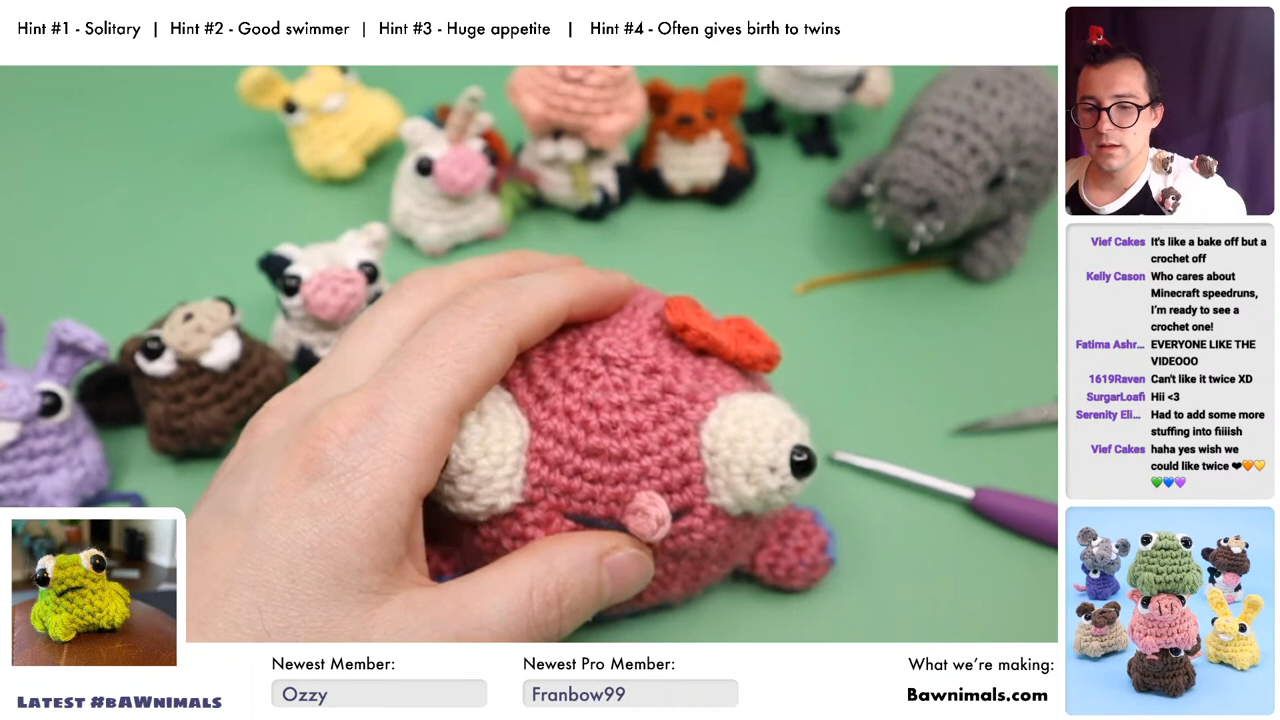 Hint #1 - Solitary | Hint #2 - Good swimmer | Hint #3 - Huge appetite | Hint #4 - Often gives birth to twins
Vief Cakes It's like a bake off but a
crochet off
Kelly Cason Who cares about
Minecraft speedruns,
I'm ready to see a
crochet one!
Fatima Ashr... EVERYONE LIKE THE
VIDEOOO
1619Raven Can't like it twice XD
SurgarLoafi Hii <3
Serenity Eli... Had to add some more
stuffing into fiiiish
Vief Cakes haha yes wish we
could like twice ❤🧡💛
💚💙💜
Newest Member:
Ozzy
Newest Pro Member:
Franbow99
What we're making:
Bawnimals.com
LATEST #BAWNIMALS